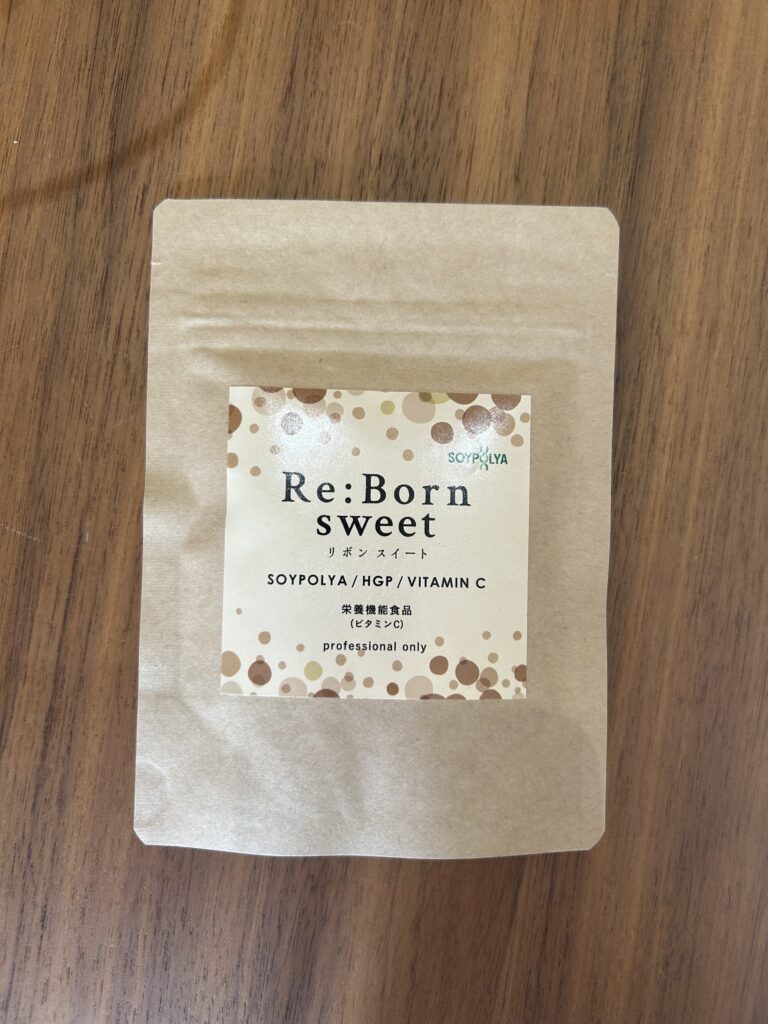 SOYPOLYA
Re:Born
sweet
リボン スイート
SOYPOLYA / HGP / VITAMIN C
栄養機能食品
(ビタミンC)
professional only